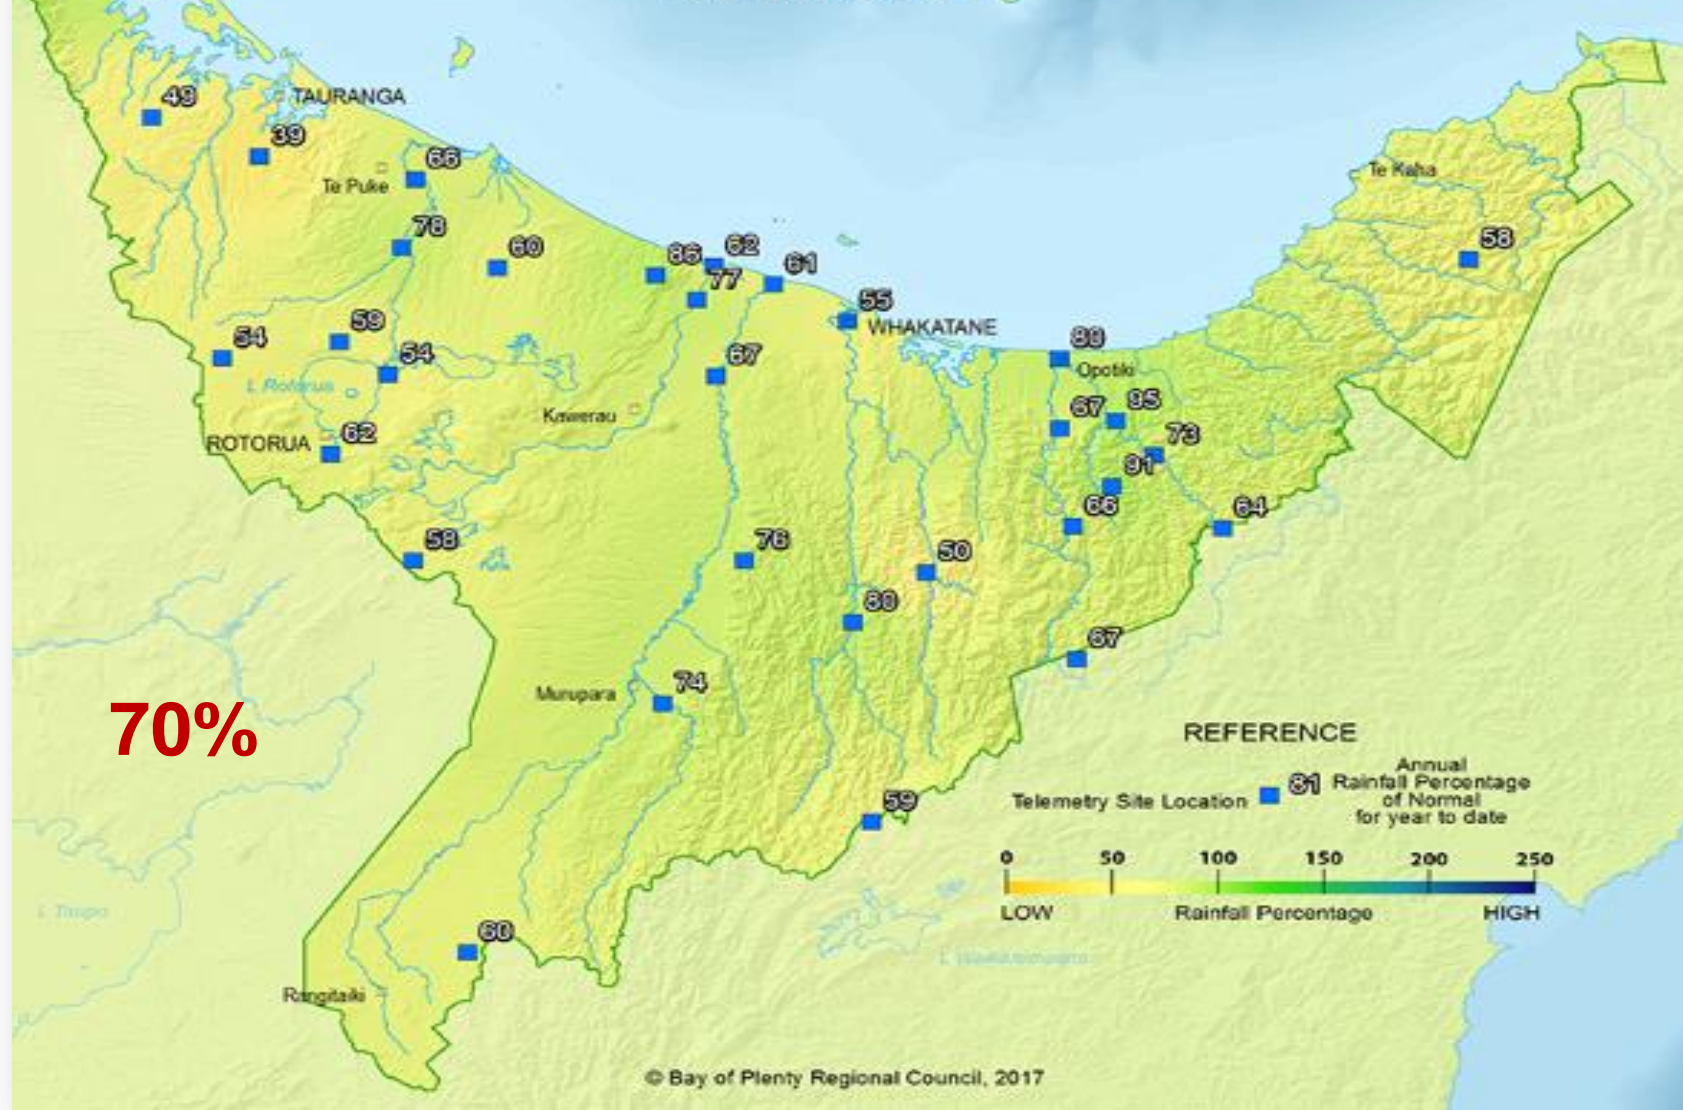 49
TAURANGA
39
66
Te Puke
Te Kaha
78
60
86
62
77
61
58
55
WHAKATANE
54
59
54
67
80
Opotiki
L Rotorua
Kawerau
67
95
73
ROTORUA
62
91
66
64
58
76
50
80
67
Murupara
74
70%
REFERENCE
Telemetry Site Location
81
Annual
Rainfall Percentage
of Normal
for year to date
59
0 50 100 150 200 250
LOW Rainfall Percentage HIGH
L Taupo
60
Rangitaiki
© Bay of Plenty Regional Council, 2017